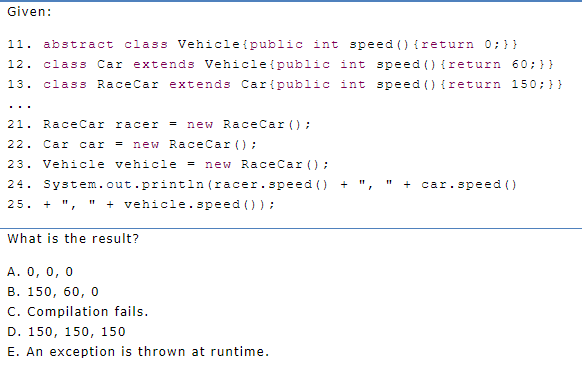 Given:
11. abstract class Vehicle{public int speed(){return 0;}}
12. class Car extends Vehicle{public int speed(){return 60;}}
13. class RaceCar extends Car{public int speed(){return 150;}}
...
21. RaceCar racer = new RaceCar();
22. Car car = new RaceCar();
23. Vehicle vehicle = new RaceCar();
24. System.out.println(racer.speed() + ", " + car.speed()
25. + ", " + vehicle.speed());
What is the result?
A. 0, 0, 0
B. 150, 60, 0
C. Compilation fails.
D. 150, 150, 150
E. An exception is thrown at runtime.